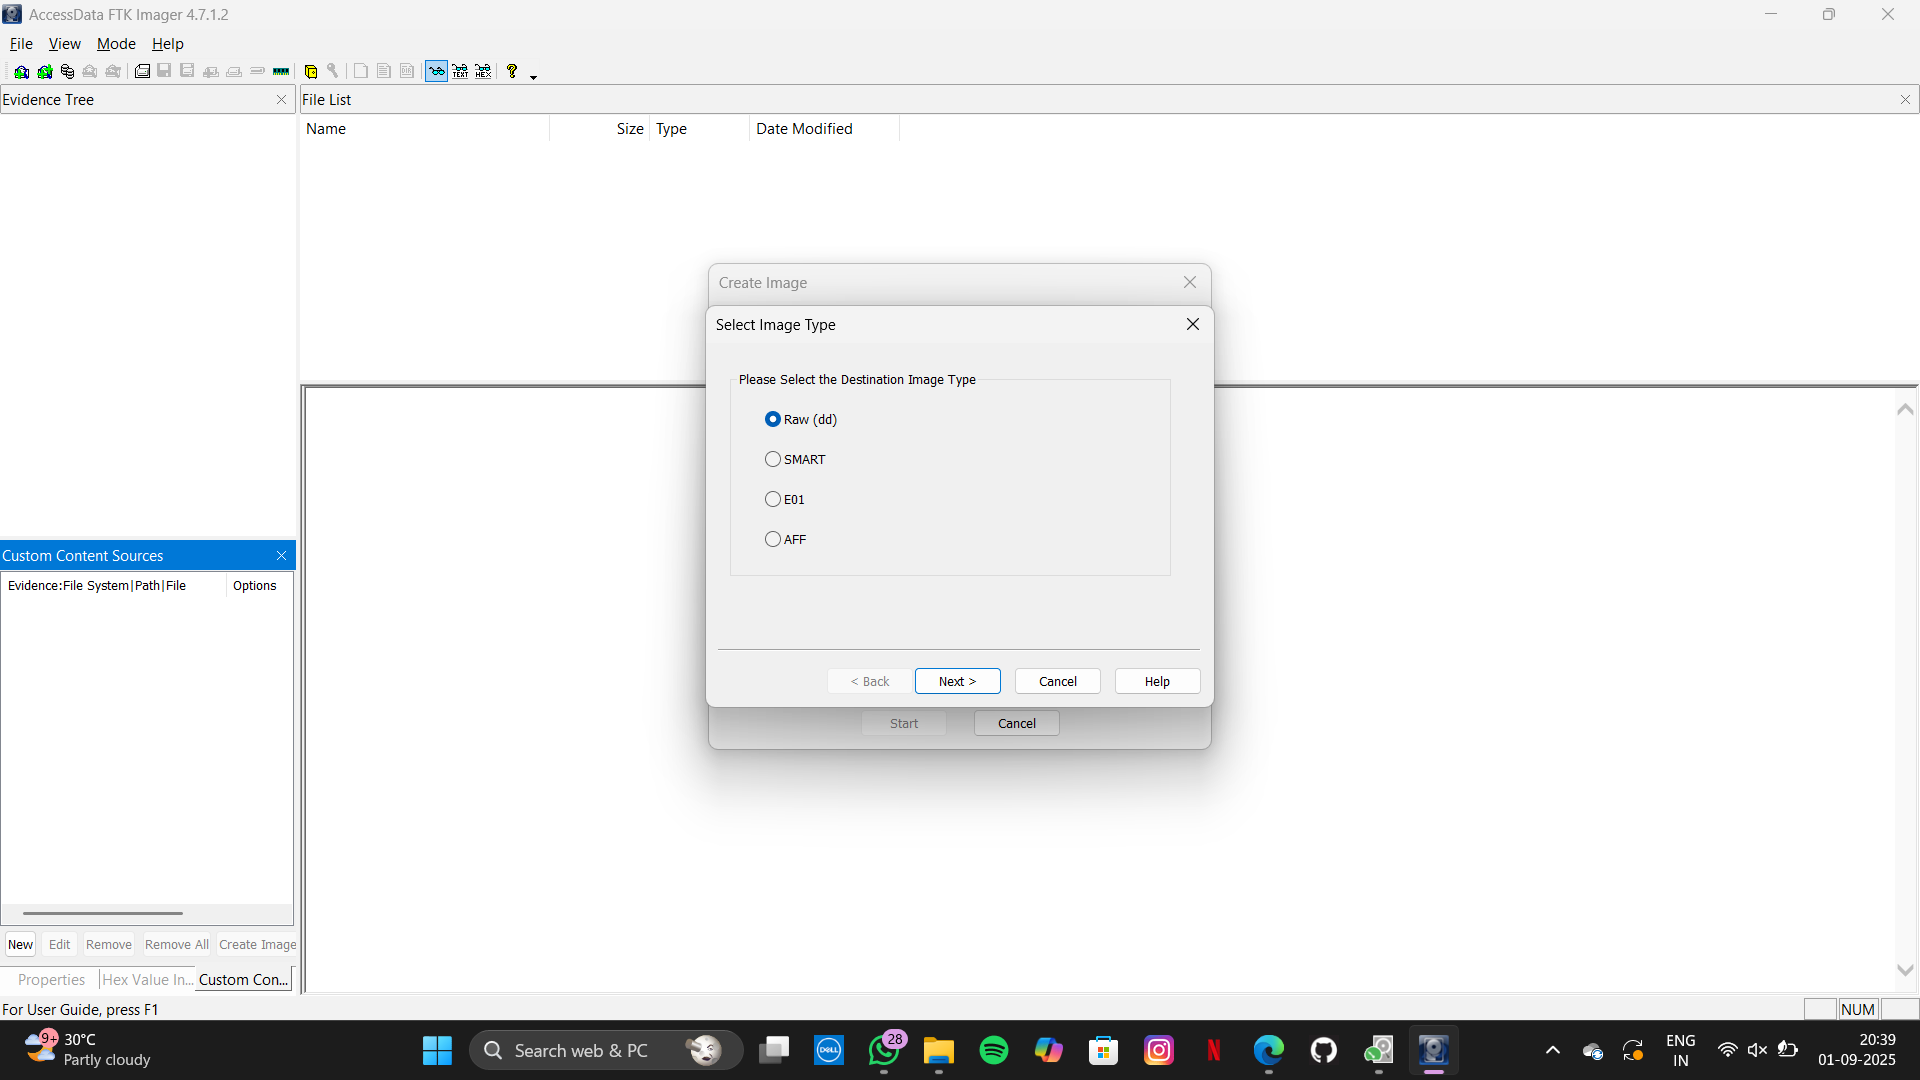 AccessData FTK Imager 4.7.1.2
File View Mode Help
TEXT HEX
Evidence Tree
File List
Name Size Type Date Modified
Create Image
Select Image Type
Please Select the Destination Image Type
Raw (dd)
SMART
E01
AFF
< Back Next > Cancel Help
Start Cancel
Custom Content Sources
Evidence:File System|Path|File Options
New Edit Remove Remove All Create Image
Properties Hex Value In... Custom Con...
For User Guide, press F1
NUM
9+ 30°C
Partly cloudy
Search web & PC
DELL
28
N
ENG
IN
20:39
01-09-2025